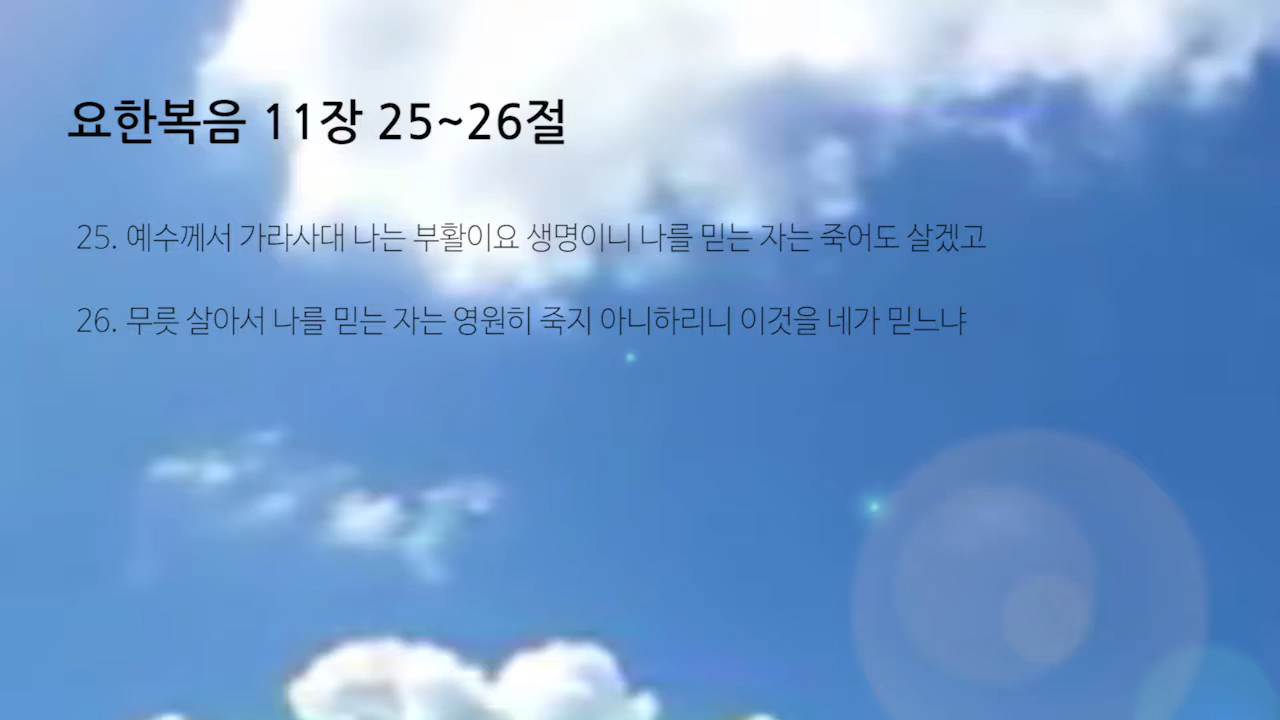 요한복음 11장 25~26절
25. 예수께서 가라사대 나는 부활이요 생명이니 나를 믿는 자는 죽어도 살겠고
26. 무릇 살아서 나를 믿는 자는 영원히 죽지 아니하리니 이것을 네가 믿느냐